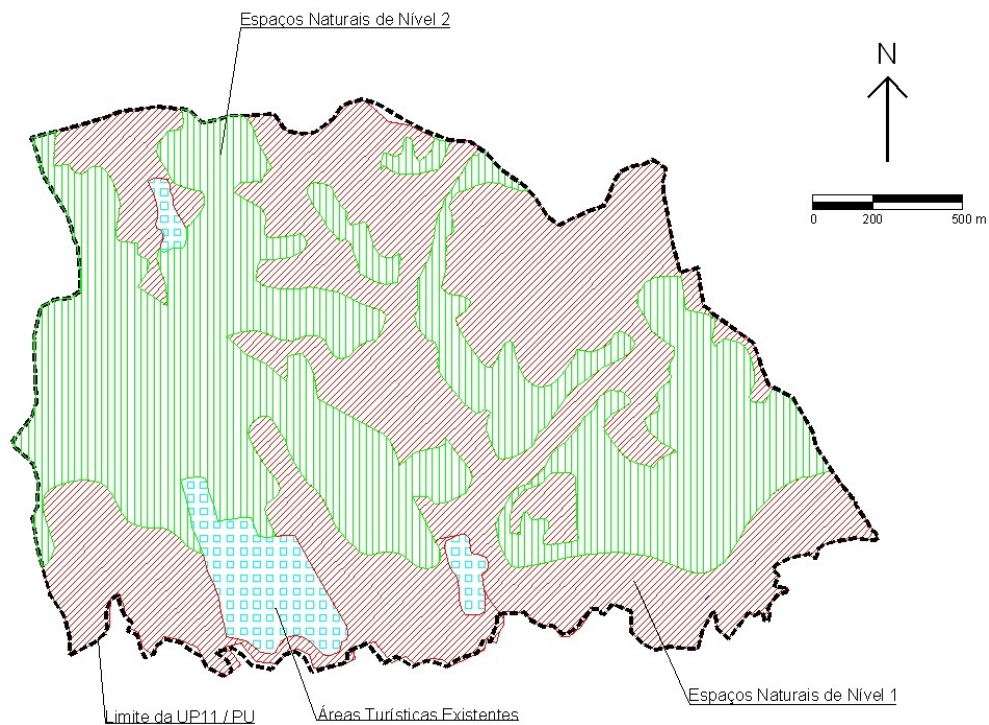 Espaços Naturais de Nível 2
N
0 200 500 m
Espaços Naturais de Nível 1
Limite da UP11 / PU
Áreas Turísticas Existentes